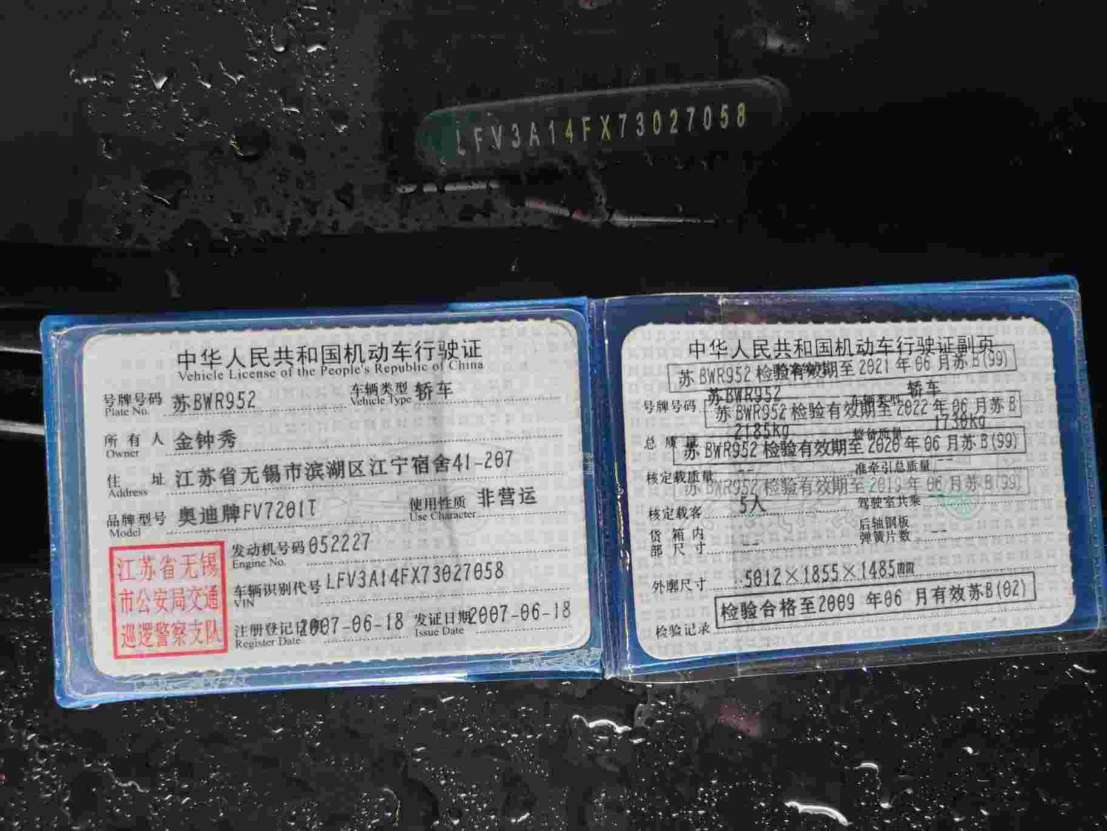 LFV3A14FX73027058
中华人民共和国机动车行驶证
Vehicle License of the People's Republic of China
号牌号码 苏BWR952 车辆类型 轿车
Plate No. Vehicle Type
所有人 金钟秀
Owner
住址 江苏省无锡市滨湖区江宁宿舍41-207
Address
品牌型号 奥迪牌FV7201T 使用性质 非营运
Model Use Character
江苏省无锡
市公安局交通
巡逻警察支队
发动机号码 052227
Engine No.
车辆识别代号 LFV3A14FX73027058
VIN
注册登记日期 2007-06-18 发证日期 2007-06-18
Register Date Issue Date
中华人民共和国机动车行驶证副页
苏BWR952 检验有效期至2021年06月苏B(99)
号牌号码 苏BWR952 车辆类型 轿车
苏BWR952 检验有效期至2022年06月苏B
总质量 2185kg 整备质量 1730kg
苏BWR952 检验有效期至2020年06月苏B(99)
核定载质量 -- 准牵引总质量 --
苏BWR952 检验有效期至2019年06月苏B(99)
核定载客 5人 驾驶室共乘
货箱内部尺寸 -- 后轴钢板弹簧片数 --
外廓尺寸 5012×1855×1485mm
检验合格至2009年06月有效苏B(02)
检验记录